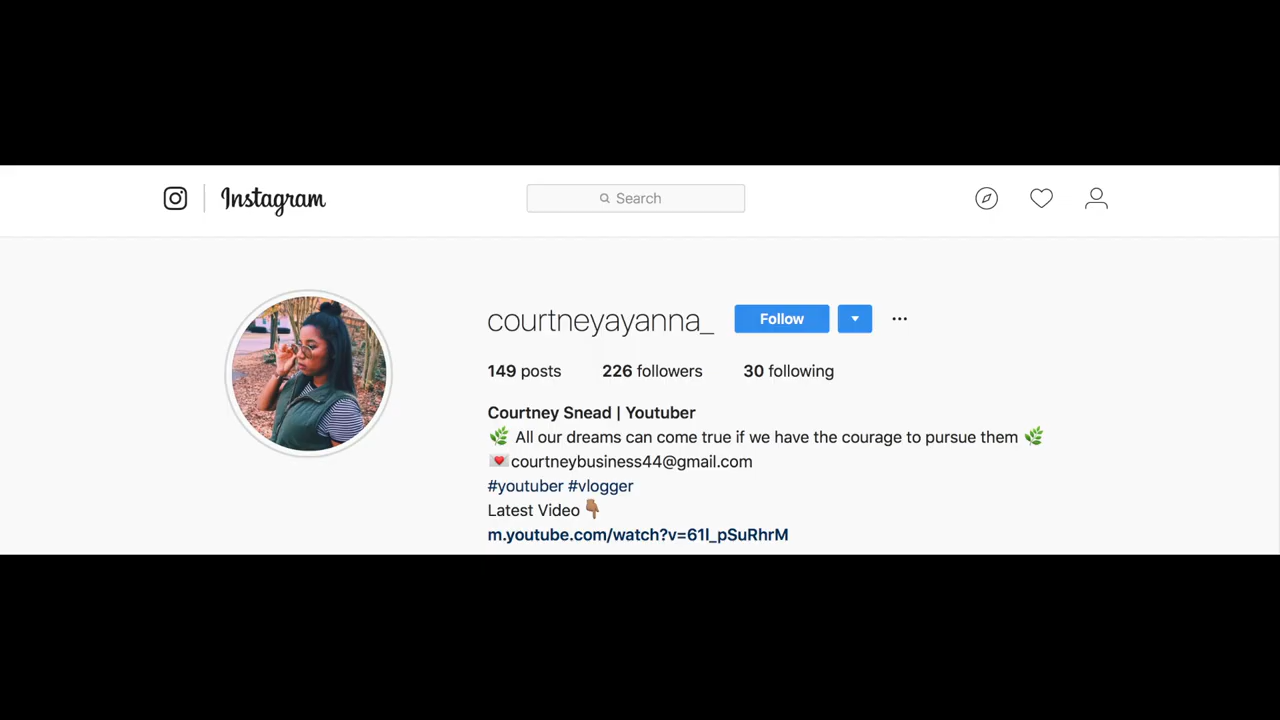 Instagram
Search
courtneyayanna_
Follow
149 posts 226 followers 30 following
Courtney Snead | Youtuber
🌿 All our dreams can come true if we have the courage to pursue them 🌿
💌courtneybusiness44@gmail.com
#youtuber #vlogger
Latest Video 👇🏽
m.youtube.com/watch?v=61l_pSuRhrM